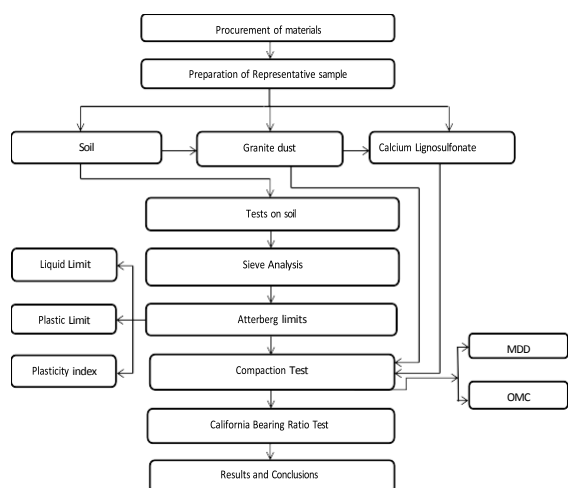 Procurement of materials
Preparation of Representative sample
Soil
Granite dust
Calcium Lignosulfonate
Tests on soil
Liquid Limit
Sieve Analysis
Plastic Limit
Atterberg limits
MDD
Plasticity index
Compaction Test
OMC
California Bearing Ratio Test
Results and Conclusions